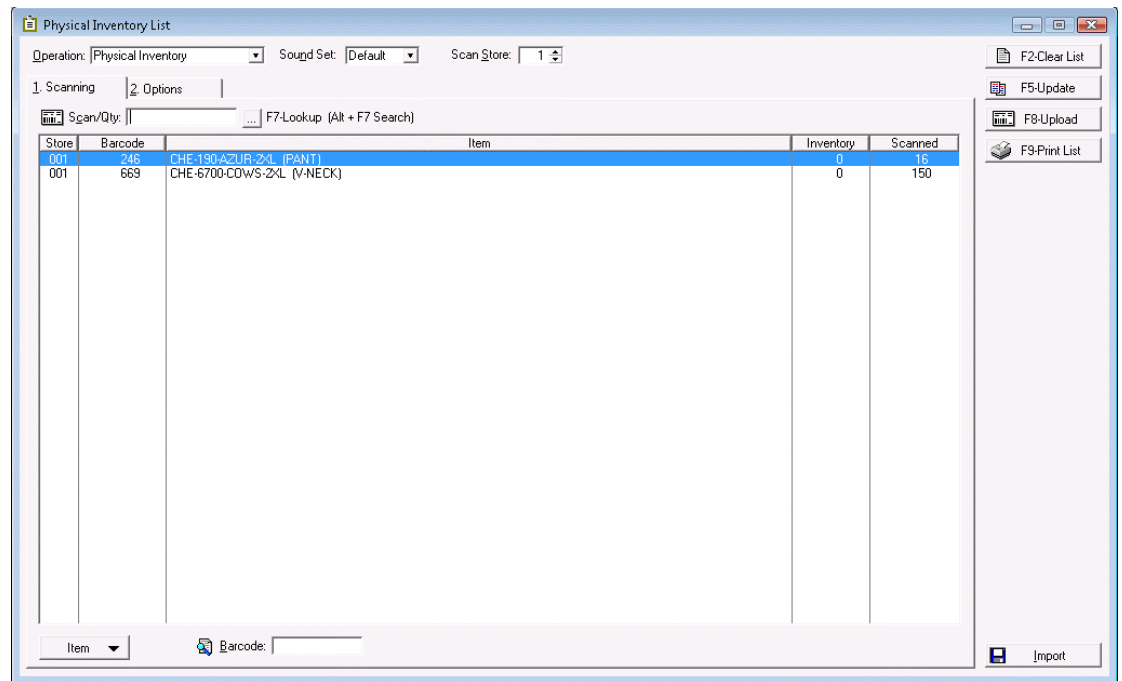 Physical Inventory List
Operation: Physical Inventory Sound Set: Default Scan Store: 1
F2-Clear List
1. Scanning 2. Options
F5-Update
Scan/Qty: ... F7-Lookup (Alt + F7 Search)
F8-Upload
Store Barcode Item Inventory Scanned
F9-Print List
001 246 CHE-190-AZUR-2XL (PANT) 0 16
001 669 CHE-6700-COWS-2XL (V-NECK) 0 150
Item Barcode:
Import